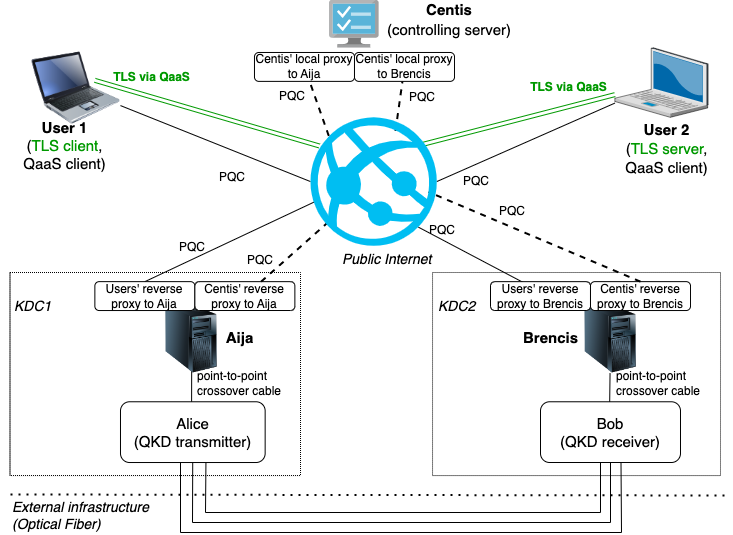 Centis
(controlling server)
Centis' local proxy
to Aija
Centis' local proxy
to Brencis
TLS via QaaS
TLS via QaaS
PQC
PQC
User 1
(TLS client,
QaaS client)
User 2
(TLS server,
QaaS client)
PQC
PQC
PQC
PQC
PQC
PQC
Public Internet
KDC1
Users' reverse
proxy to Aija
Centis' reverse
proxy to Aija
KDC2
Users' reverse
proxy to Brencis
Centis' reverse
proxy to Brencis
Aija
Brencis
point-to-point
crossover cable
point-to-point
crossover cable
Alice
(QKD transmitter)
Bob
(QKD receiver)
External infrastructure
(Optical Fiber)